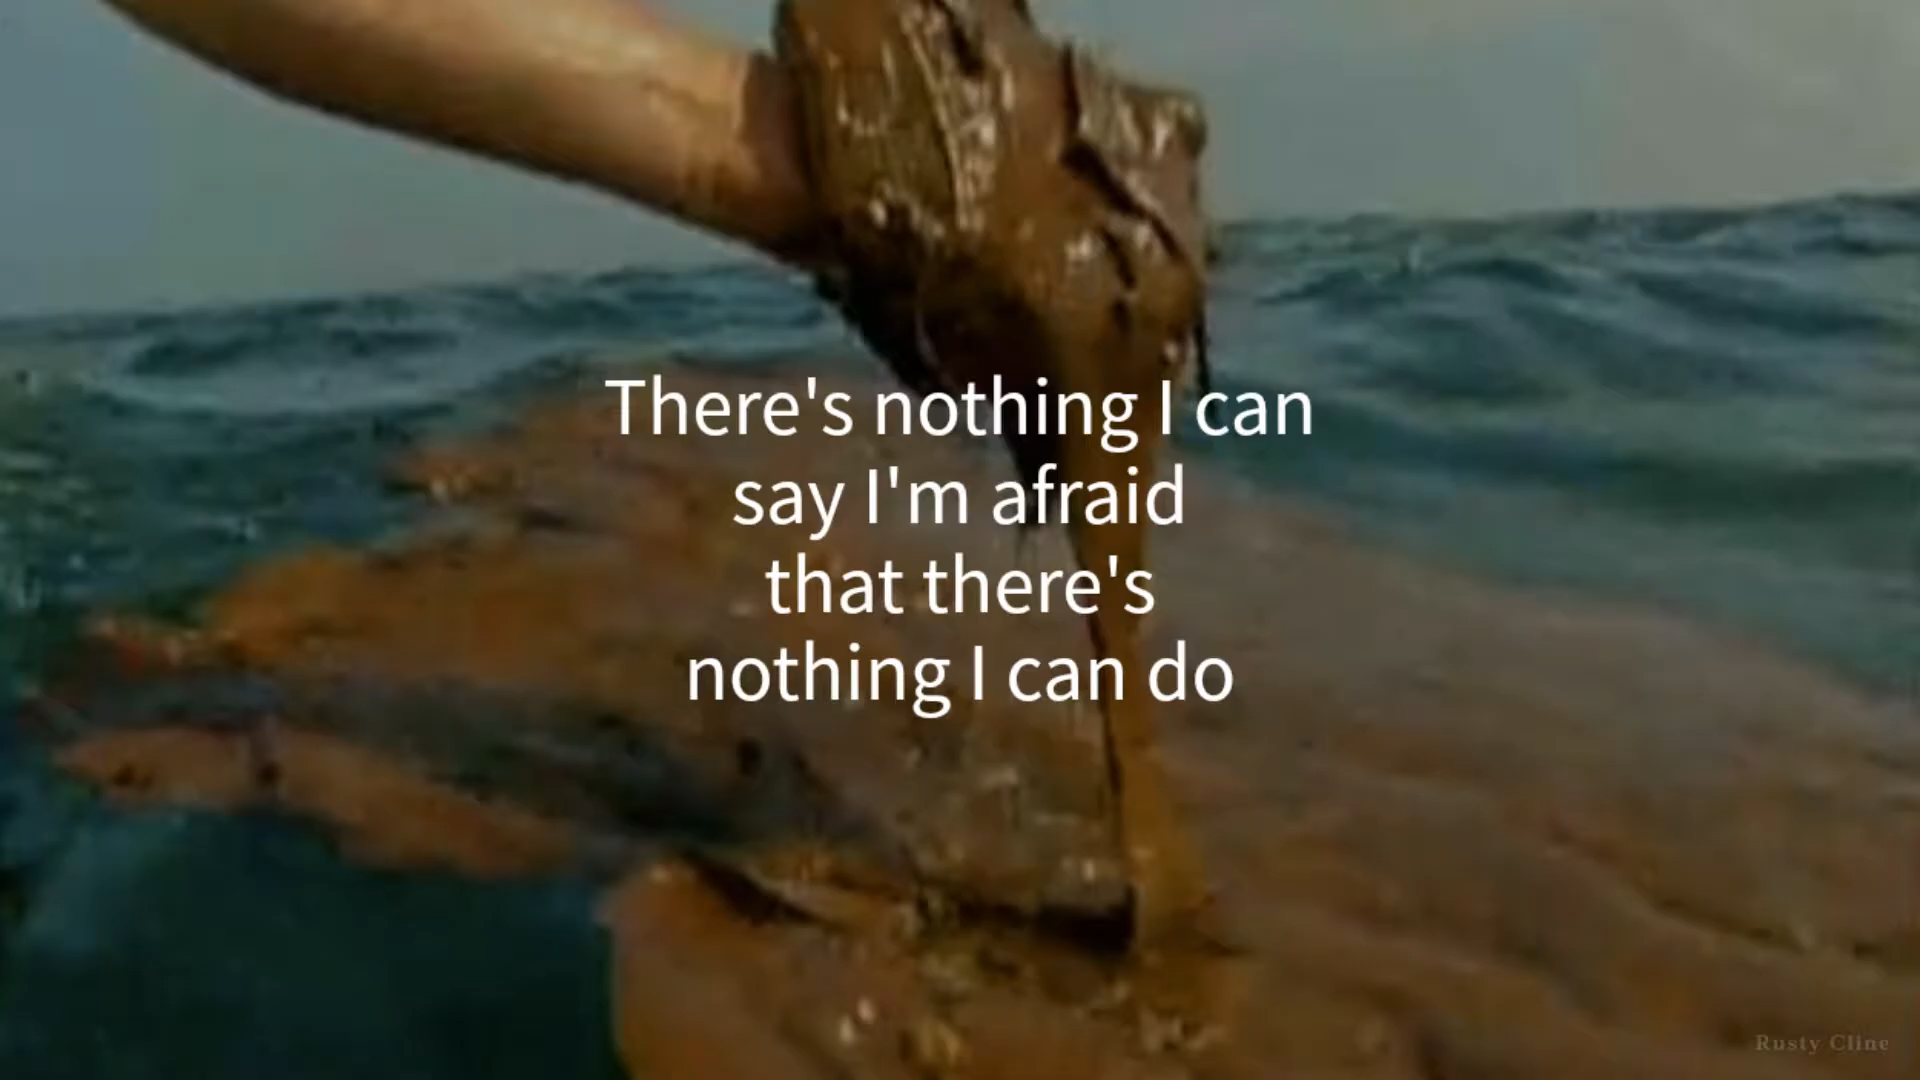 There's nothing I can
say I'm afraid
that there's
nothing I can do
Rusty Cline